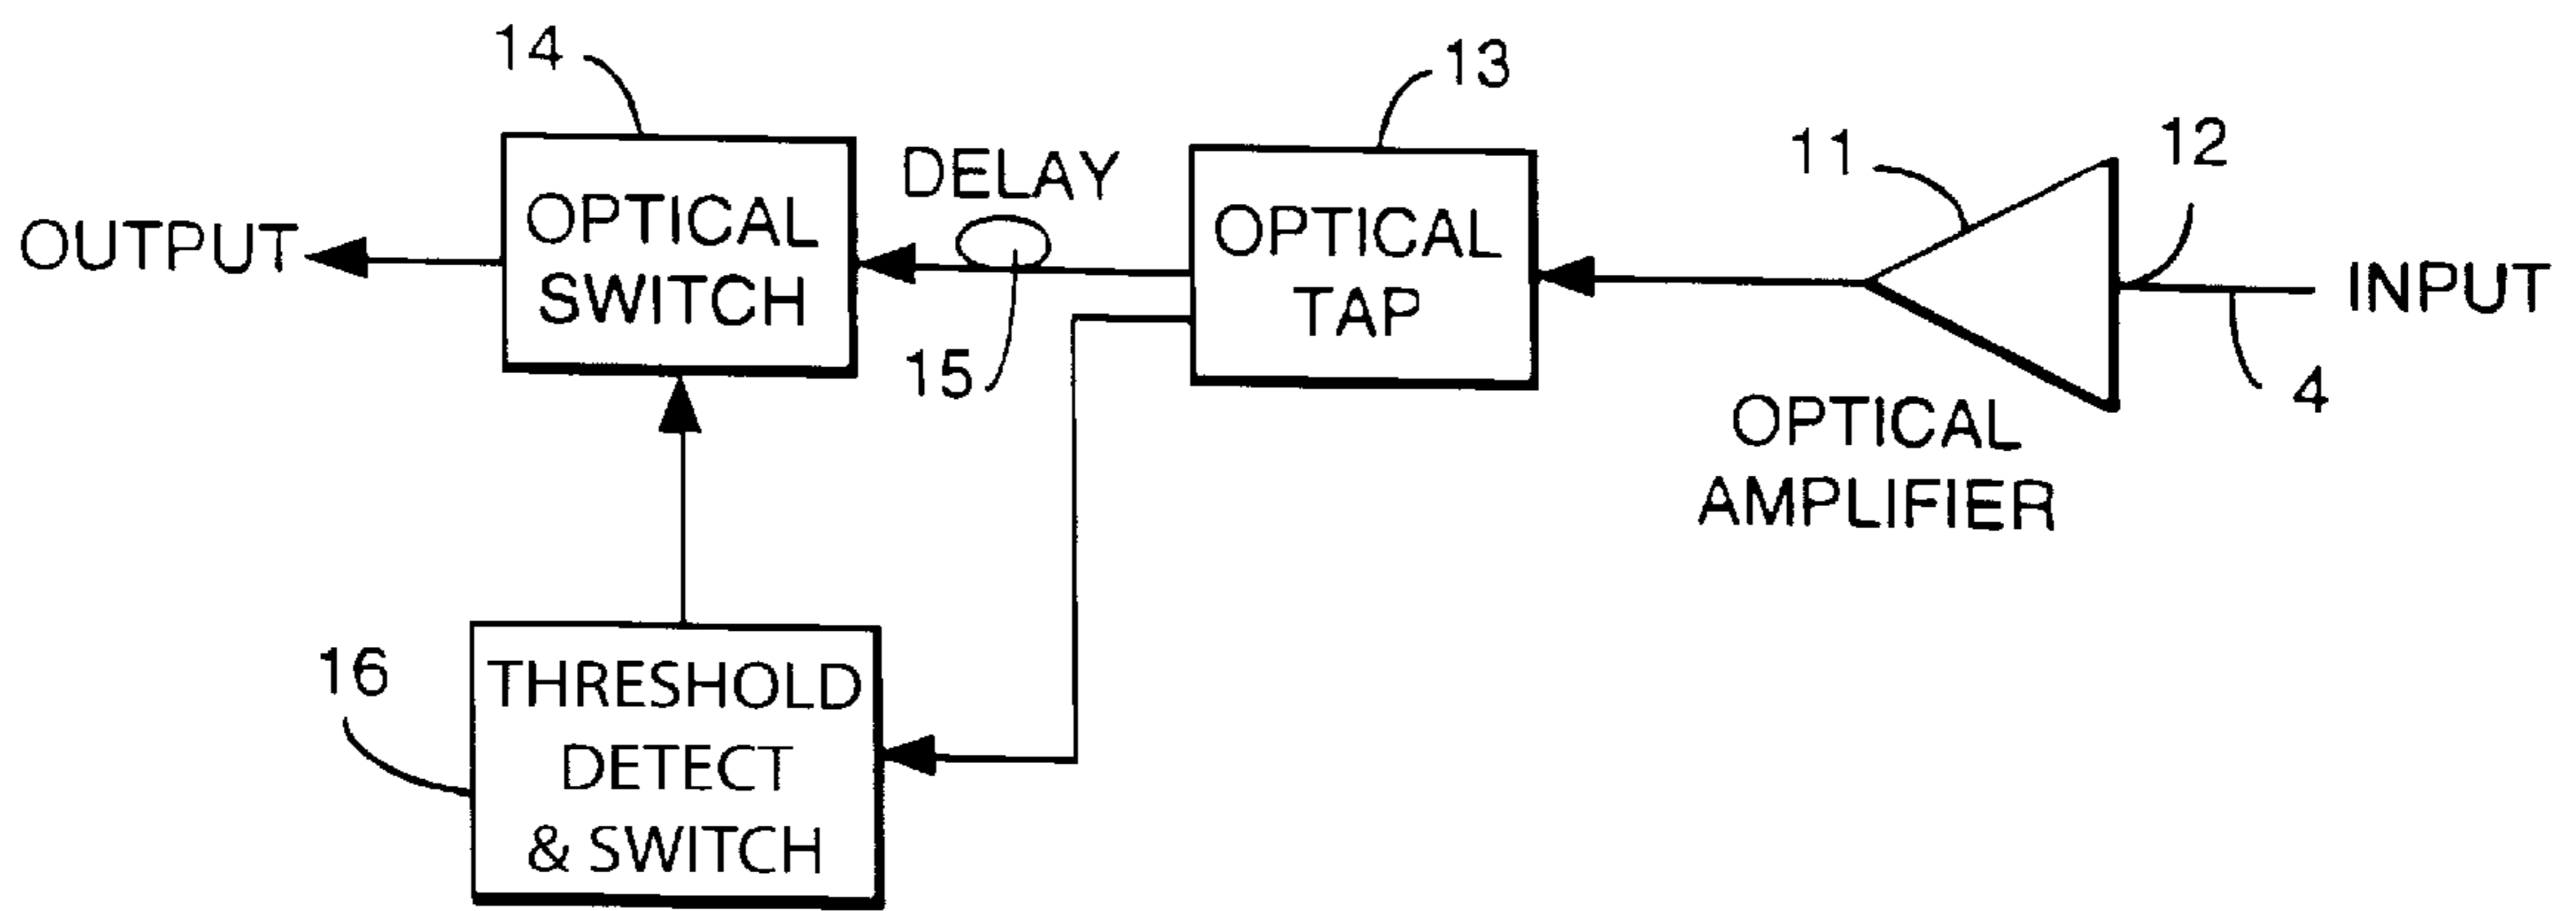 14
13
12
11
DELAY
OPTICAL
SWITCH
OPTICAL
TAP
OUTPUT
INPUT
15
4
OPTICAL
AMPLIFIER
16
THRESHOLD
DETECT
& SWITCH